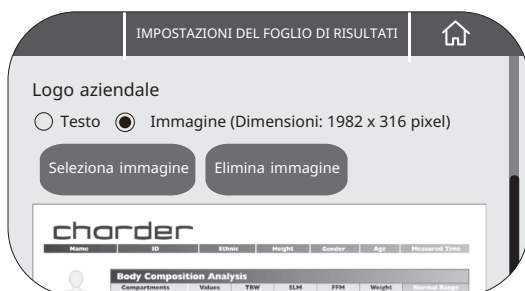 IMPOSTAZIONI DEL FOGLIO DI RISULTATI
Logo aziendale
Testo Immagine (Dimensioni: 1982 x 316 pixel)
Seleziona immagine Elimina immagine
charder
Name ID Ethnic Height Gender Age Measured Time
Body Composition Analysis
Compartments Values TBW SLM FFM Weight Normal Range